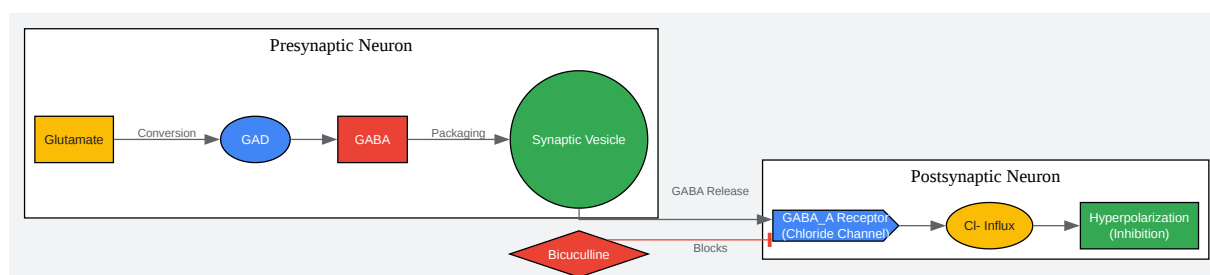 Presynaptic Neuron
Glutamate
Conversion
GAD
GABA
Packaging
Synaptic Vesicle
GABA Release
Postsynaptic Neuron
GABA_A Receptor
(Chloride Channel)
Cl- Influx
Hyperpolarization
(Inhibition)
Bicuculline
Blocks